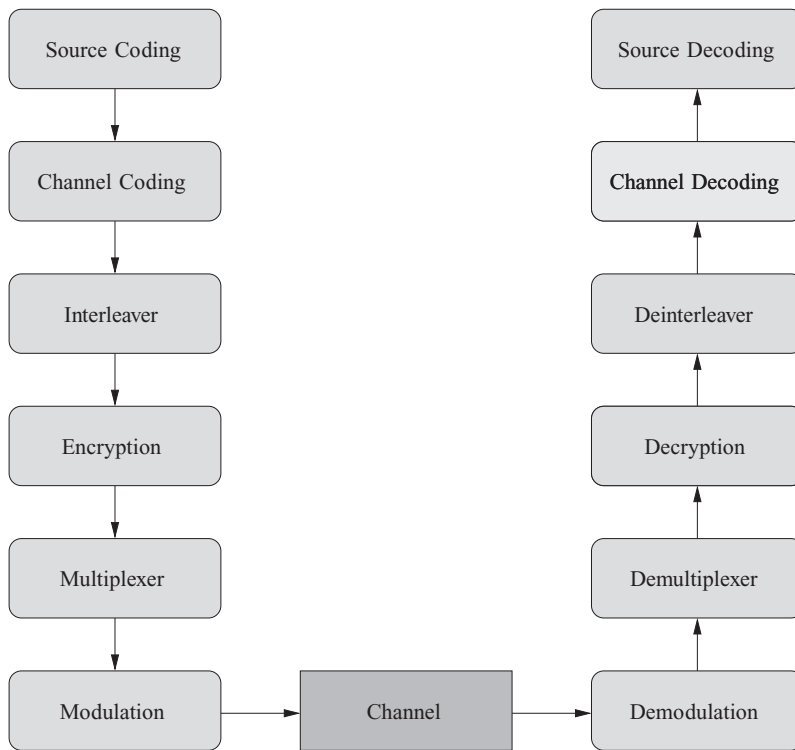 Source Coding
Source Decoding
Channel Coding
Channel Decoding
Interleaver
Deinterleaver
Encryption
Decryption
Multiplexer
Demultiplexer
Modulation
Channel
Demodulation